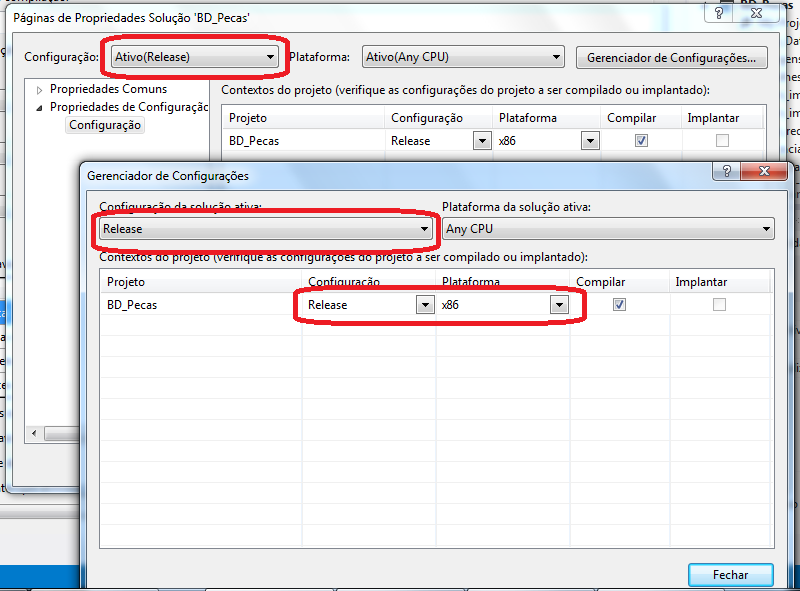 Páginas de Propriedades Solução 'BD_Pecas'
Configuração: Ativo(Release) Plataforma: Ativo(Any CPU) Gerenciador de Configurações...
Propriedades Comuns
Propriedades de Configuraçãc
Configuração
Contextos do projeto (verifique as configurações do projeto a ser compilado ou implantado):
Projeto Configuração Plataforma Compilar Implantar
BD_Pecas Release x86
Gerenciador de Configurações
Configuração da solução ativa: Plataforma da solução ativa:
Release Any CPU
Contextos do projeto (verifique as configurações do projeto a ser compilado ou implantado):
Projeto Configuração Plataforma Compilar Implantar
BD_Pecas Release x86
Fechar